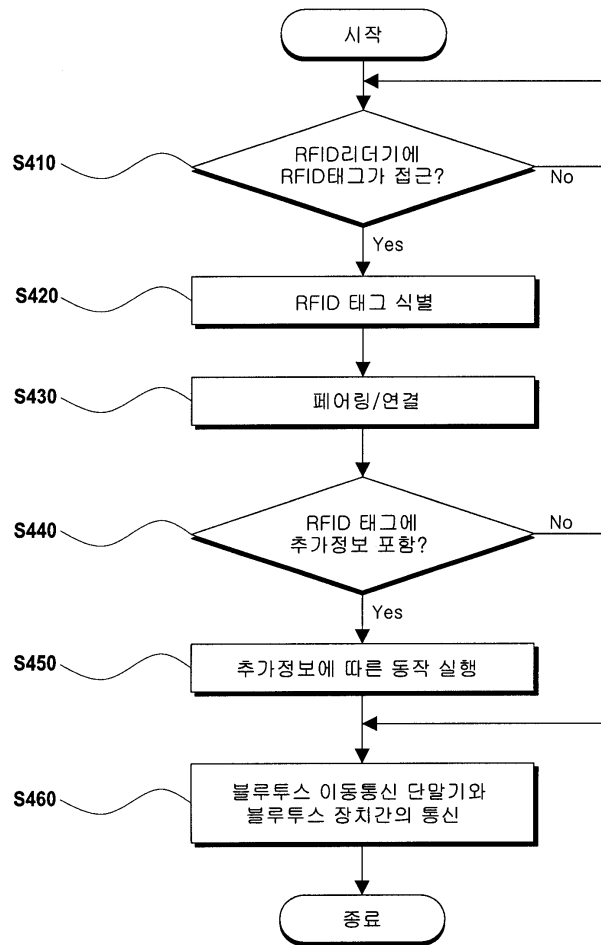 시작
S410
RFID리더기에
RFID태그가 접근?
No
Yes
S420
RFID 태그 식별
S430
페어링/연결
S440
RFID 태그에
추가정보 포함?
No
Yes
S450
추가정보에 따른 동작 실행
S460
블루투스 이동통신 단말기와
블루투스 장치간의 통신
종료